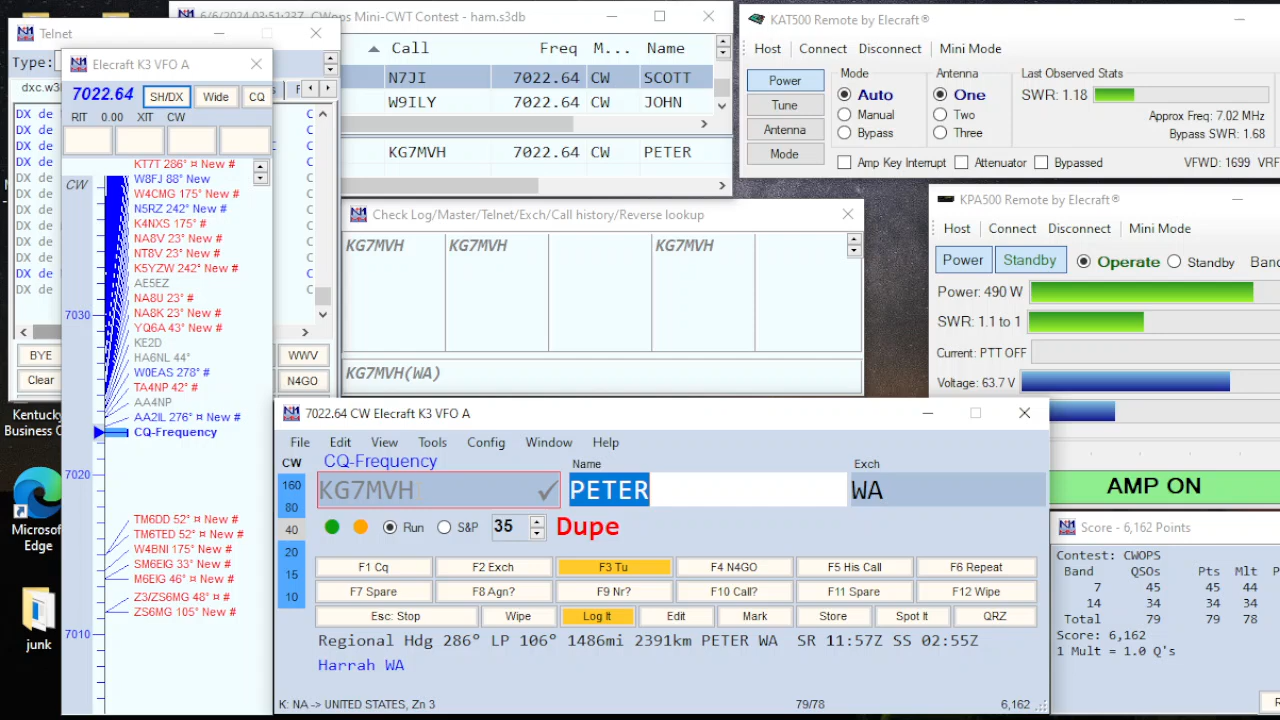 Telnet
Type:
BYE
WWV
Clear
N4GO
Elecraft K3 VFO A
7022.64 SH/DX Wide CQ
RIT 0.00 XIT CW
CW
7030
7020
7010
KT7T 286° ¤ New #
W8FJ 88° New
W4CMG 175° New #
N5RZ 242° New #
K4NXS 175° #
NA8V 23° New #
NT8V 23° New #
K5YZW 242° New #
AE5EZ
NA8U 23° #
NA8K 23° New #
YQ6A 43° New #
KE2D
HA6NL 44°
W0EAS 278° #
TA4NP 42° #
AA4NP
AA2IL 276° ¤ New #
CQ-Frequency
TM6DD 52° New #
TM6TED 52° New #
W4BNI 175° New #
SM6EIG 33° New #
M6EIG 46° New #
Z3/ZS6MG 48° ¤ #
ZS6MG 105° New #
6/6/2024 03:51:23Z CWops Mini-CWT Contest - ham.s3db
Call Freq M... Name
N7JI 7022.64 CW SCOTT
W9ILY 7022.64 CW JOHN
KG7MVH 7022.64 CW PETER
Check Log/Master/Telnet/Exch/Call history/Reverse lookup
KG7MVH KG7MVH KG7MVH
KG7MVH(WA)
KAT500 Remote by Elecraft®
Host Connect Disconnect Mini Mode
Power
Tune
Antenna
Mode
Mode
Auto
Manual
Bypass
Antenna
One
Two
Three
Last Observed Stats
SWR: 1.18
Approx Freq: 7.02 MHz
Bypass SWR: 1.68
Amp Key Interrupt Attenuator Bypassed VFWD: 1699 VRF
KPA500 Remote by Elecraft®
Host Connect Disconnect Mini Mode
Power Standby Operate Standby
Power: 490 W
SWR: 1.1 to 1
Current: PTT OFF
Voltage: 63.7 V
AMP ON
7022.64 CW Elecraft K3 VFO A
File Edit View Tools Config Window Help
CW
160
80
40
20
15
10
CQ-Frequency Name Exch
KG7MVH PETER WA
Run S&P 35 Dupe
F1 Cq F2 Exch F3 Tu F4 N4GO F5 His Call F6 Repeat
F7 Spare F8 Agn? F9 Nr? F10 Call? F11 Spare F12 Wipe
Esc: Stop Wipe Log It Edit Mark Store Spot It QRZ
Regional Hdg 286° LP 106° 1486mi 2391km PETER WA SR 11:57Z SS 02:55Z
Harrah WA
K: NA -> UNITED STATES, Zn 3 79/78 6,162
Score - 6,162 Points
Contest: CWOPS
Band QSOs Pts Mlt
7 45 45 44
14 34 34 34
Total 79 79 78
Score: 6,162
1 Mult = 1.0 Q's
Microsoft
Edge
junk